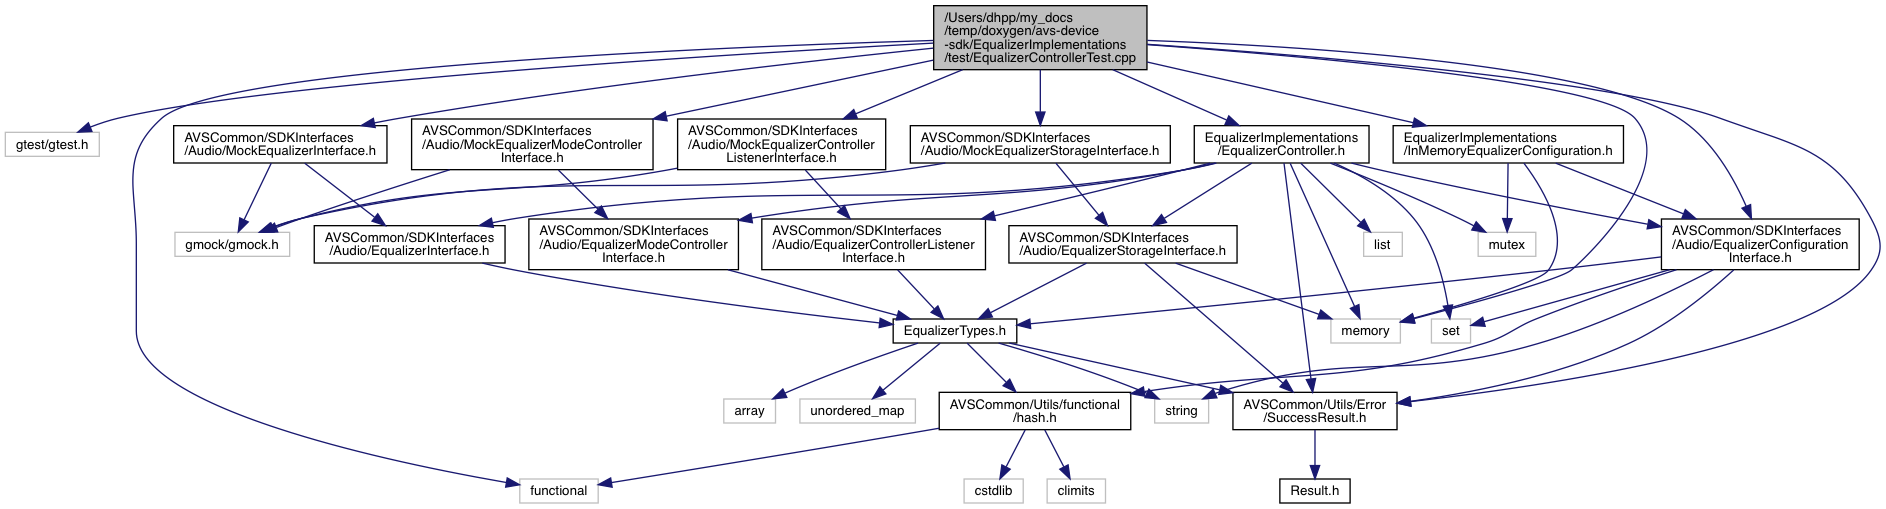 /Users/dhpp/my_docs
/temp/doxygen/avs-device
-sdk/EqualizerImplementations
/test/EqualizerControllerTest.cpp
gtest/gtest.h
AVSCommon/SDKInterfaces
/Audio/MockEqualizerInterface.h
AVSCommon/SDKInterfaces
/Audio/MockEqualizerModeController
Interface.h
AVSCommon/SDKInterfaces
/Audio/MockEqualizerController
ListenerInterface.h
AVSCommon/SDKInterfaces
/Audio/MockEqualizerStorageInterface.h
EqualizerImplementations
/EqualizerController.h
EqualizerImplementations
/InMemoryEqualizerConfiguration.h
gmock/gmock.h
AVSCommon/SDKInterfaces
/Audio/EqualizerInterface.h
AVSCommon/SDKInterfaces
/Audio/EqualizerModeController
Interface.h
AVSCommon/SDKInterfaces
/Audio/EqualizerControllerListener
Interface.h
AVSCommon/SDKInterfaces
/Audio/EqualizerStorageInterface.h
list
mutex
AVSCommon/SDKInterfaces
/Audio/EqualizerConfiguration
Interface.h
EqualizerTypes.h
memory
set
array
unordered_map
AVSCommon/Utils/functional
/hash.h
string
AVSCommon/Utils/Error
/SuccessResult.h
functional
cstdlib
climits
Result.h